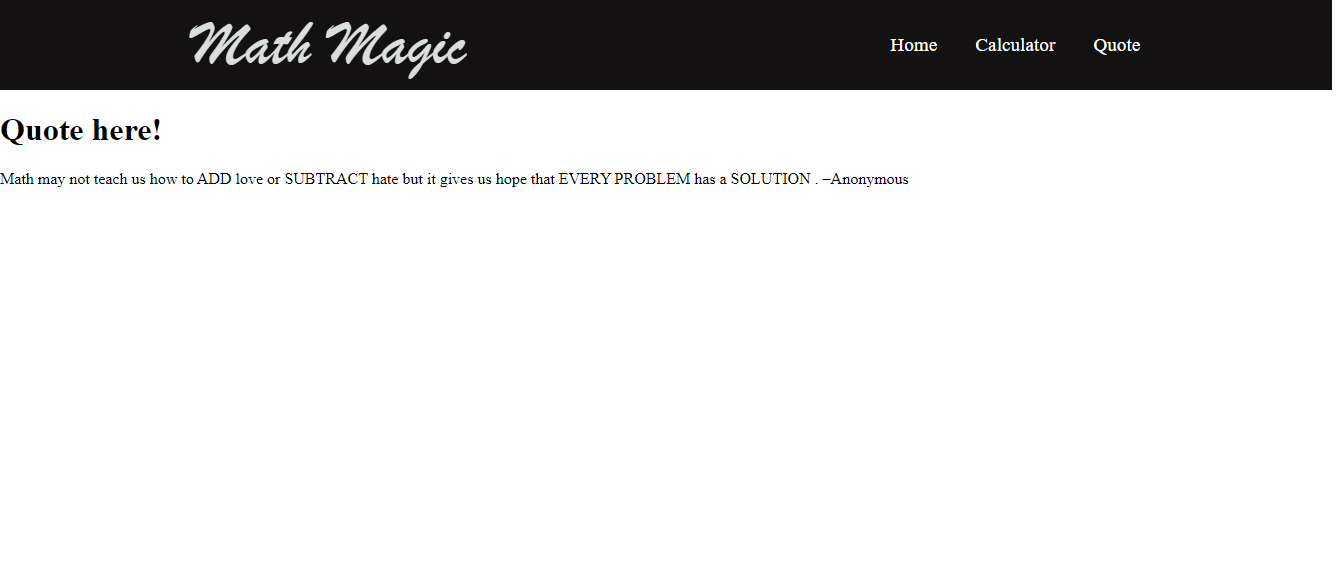 Math Magic
Home Calculator Quote
Quote here!
Math may not teach us how to ADD love or SUBTRACT hate but it gives us hope that EVERY PROBLEM has a SOLUTION . –Anonymous